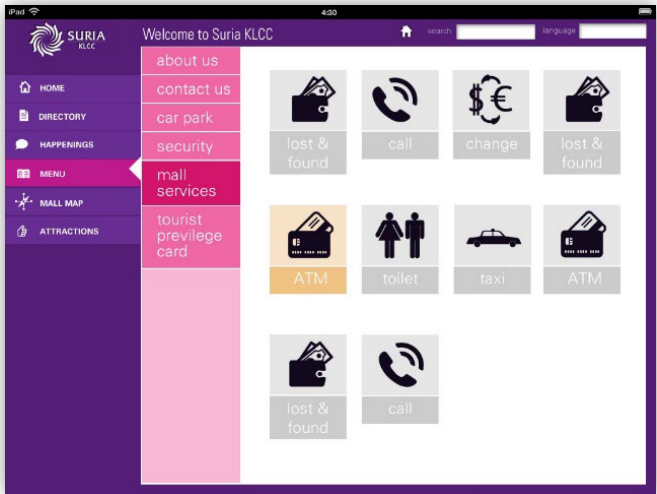 iPad
4:30
SURIA
KLCC
Welcome to Suria KLCC
search
language
HOME
DIRECTORY
HAPPENINGS
MENU
MALL MAP
ATTRACTIONS
about us
contact us
car park
security
mall
services
tourist
previlege
card
lost &
found
call
change
lost &
found
ATM
toilet
taxi
ATM
lost &
found
call